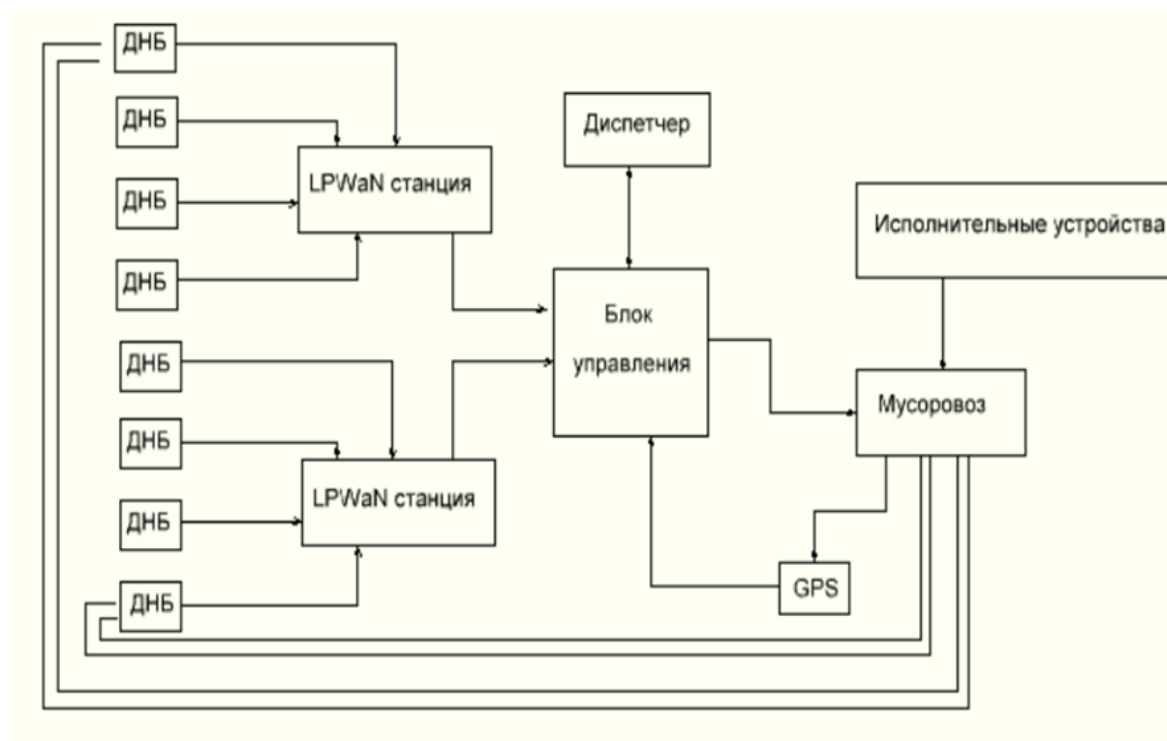 ДНБ
ДНБ
ДНБ
ДНБ
ДНБ
ДНБ
ДНБ
ДНБ
LPWaN станция
LPWaN станция
Диспетчер
Блок
управления
Исполнительные устройства
Мусоровоз
GPS